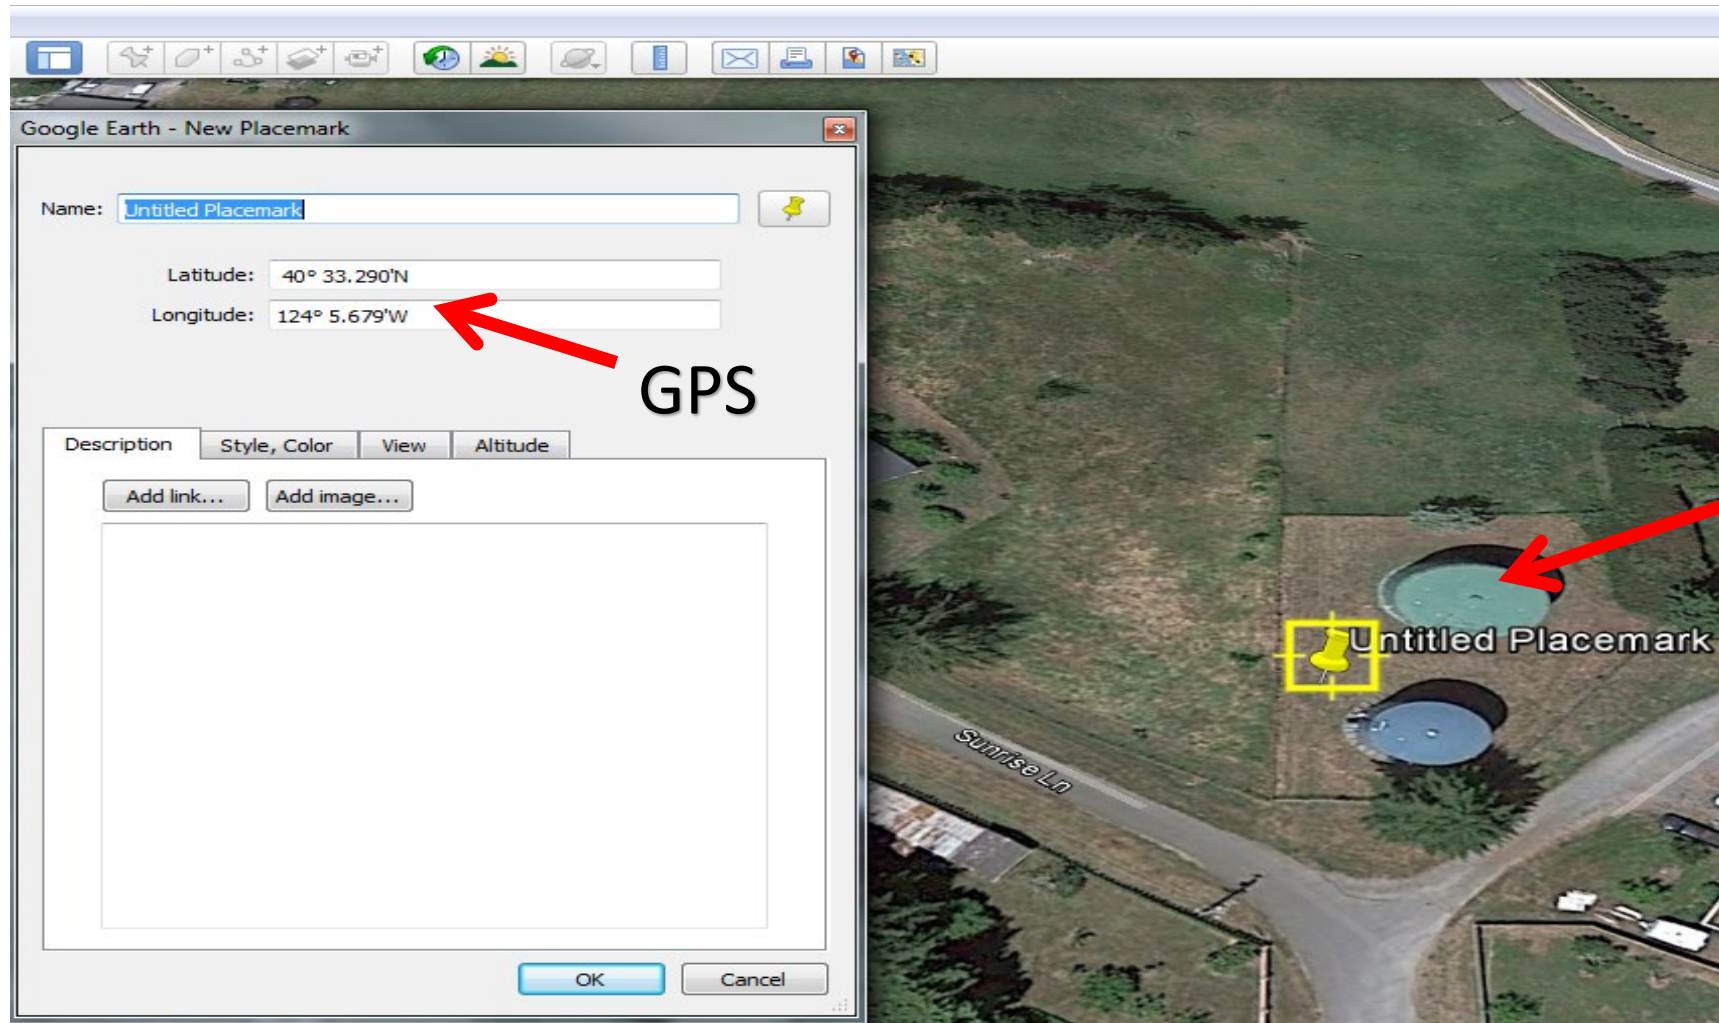 Google Earth - New Placemark
Name: Untitled Placemark
Latitude: 40° 33.290'N
Longitude: 124° 5.679'W
GPS
Description Style, Color View Altitude
Add link... Add image...
Untitled Placemark
Sunrise Ln
OK Cancel